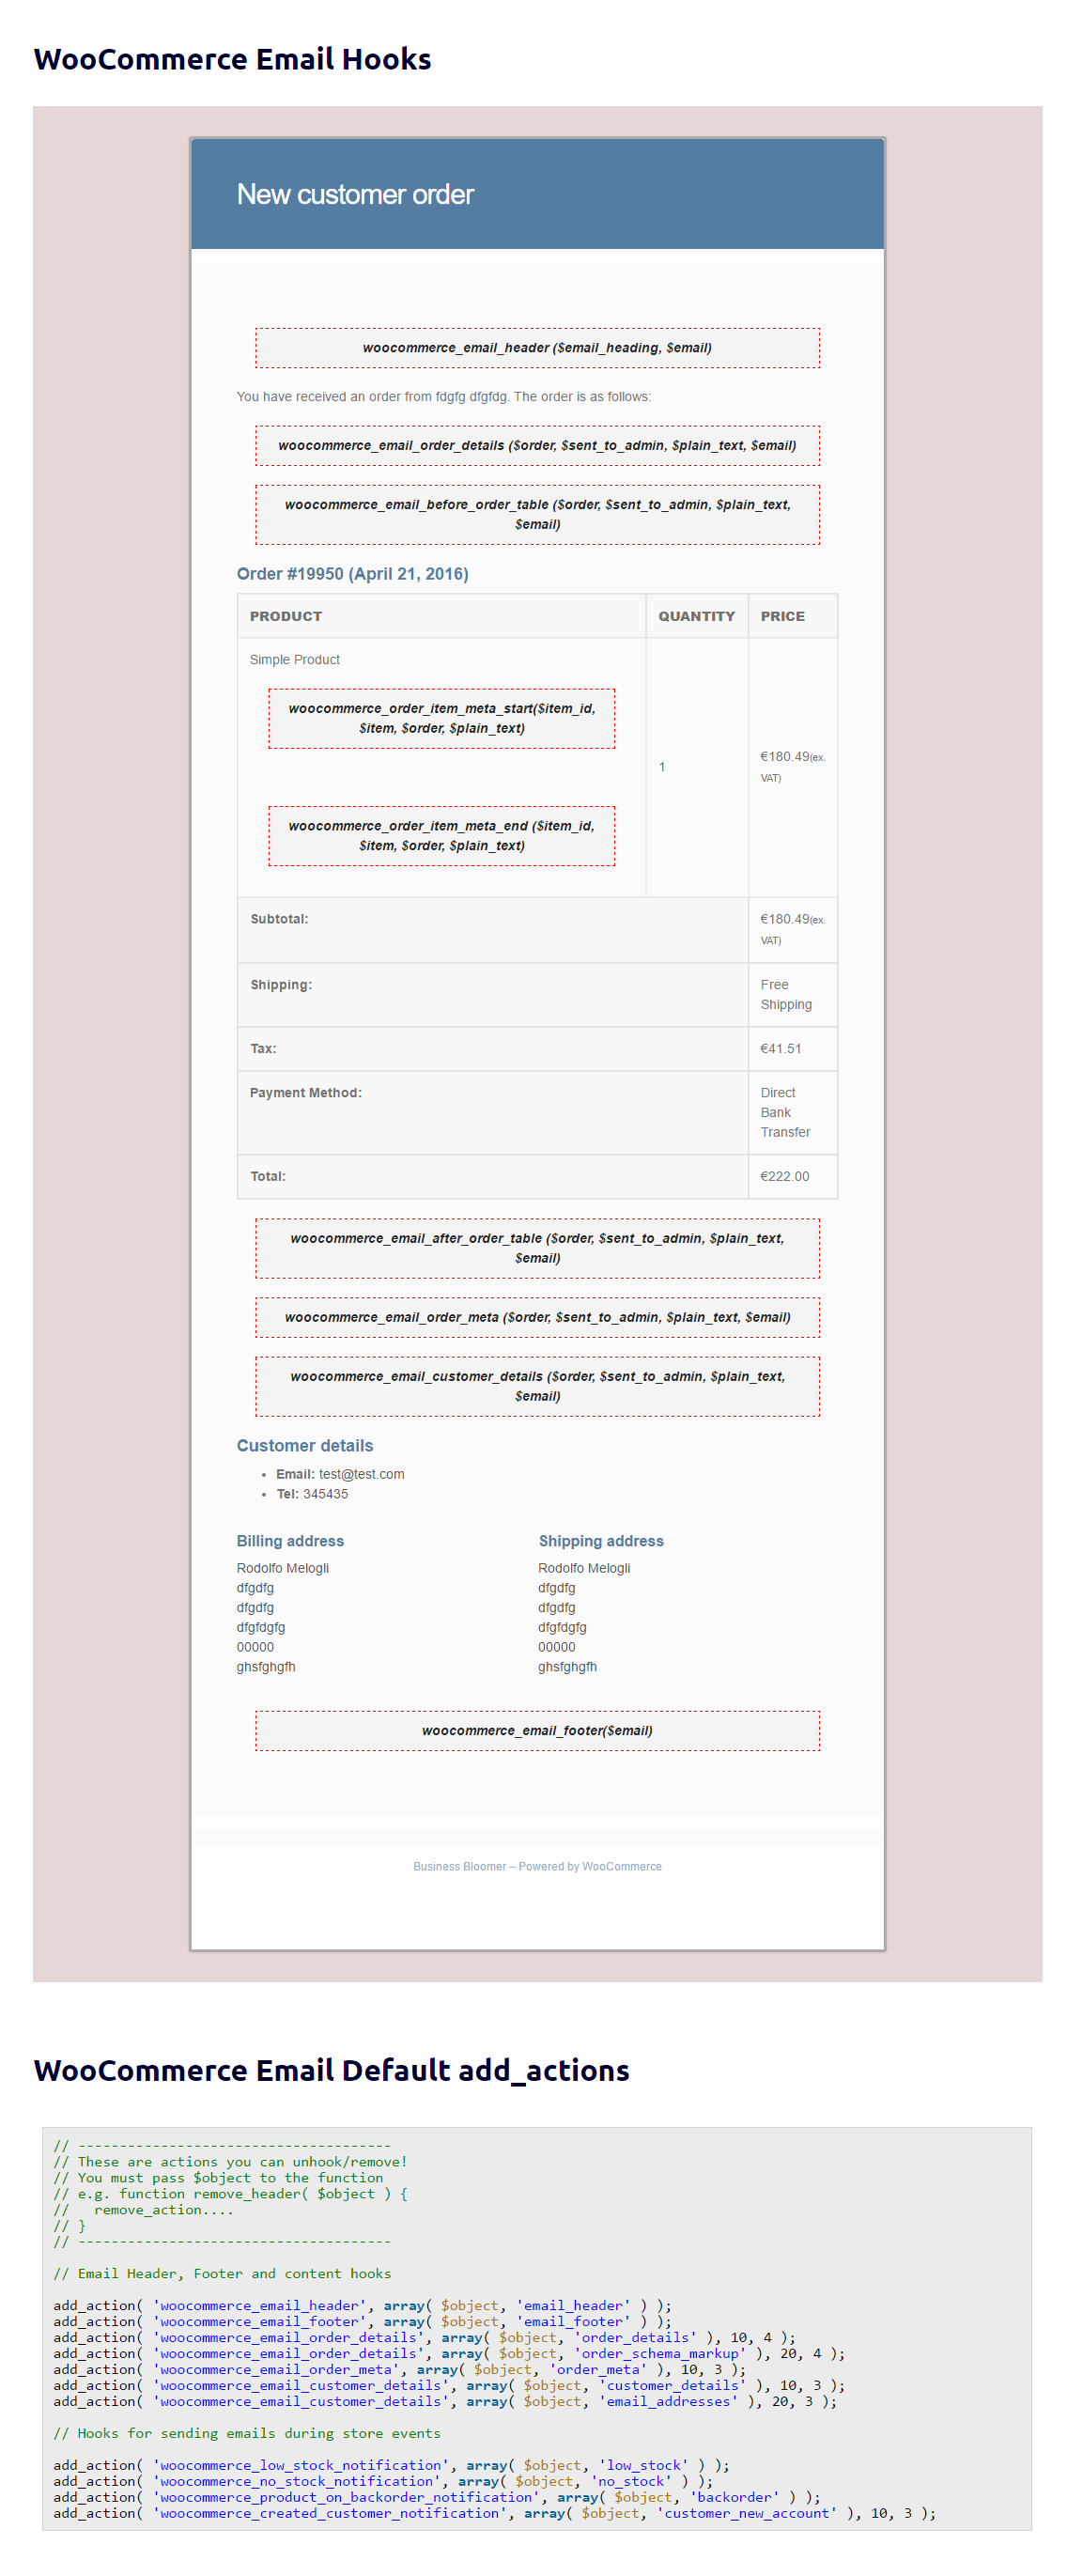 WooCommerce Email Hooks
New customer order
woocommerce_email_header ($email_heading, $email)
You have received an order from fdgfg dfgfdg. The order is as follows:
woocommerce_email_order_details ($order, $sent_to_admin, $plain_text, $email)
woocommerce_email_before_order_table ($order, $sent_to_admin, $plain_text,
$email)
Order #19950 (April 21, 2016)
PRODUCT QUANTITY PRICE
Simple Product
woocommerce_order_item_meta_start($item_id,
$item, $order, $plain_text)
1
€180.49(ex.
VAT)
woocommerce_order_item_meta_end ($item_id,
$item, $order, $plain_text)
Subtotal: €180.49(ex.
VAT)
Shipping: Free
Shipping
Tax: €41.51
Payment Method: Direct
Bank
Transfer
Total: €222.00
woocommerce_email_after_order_table ($order, $sent_to_admin, $plain_text,
$email)
woocommerce_email_order_meta ($order, $sent_to_admin, $plain_text, $email)
woocommerce_email_customer_details ($order, $sent_to_admin, $plain_text,
$email)
Customer details
• Email: test@test.com
• Tel: 345435
Billing address
Rodolfo Melogli
dfgdfg
dfgdfg
dfgfdgfg
00000
ghsfghgfh
Shipping address
Rodolfo Melogli
dfgdfg
dfgdfg
dfgfdgfg
00000
ghsfghgfh
woocommerce_email_footer($email)
Business Bloomer – Powered by WooCommerce
WooCommerce Email Default add_actions
// --------------------------------------
// These are actions you can unhook/remove!
// You must pass $object to the function
// e.g. function remove_header( $object ) {
//   remove_action....
// }
// --------------------------------------
// Email Header, Footer and content hooks
add_action( 'woocommerce_email_header', array( $object, 'email_header' ) );
add_action( 'woocommerce_email_footer', array( $object, 'email_footer' ) );
add_action( 'woocommerce_email_order_details', array( $object, 'order_details' ), 10, 4 );
add_action( 'woocommerce_email_order_details', array( $object, 'order_schema_markup' ), 20, 4 );
add_action( 'woocommerce_email_order_meta', array( $object, 'order_meta' ), 10, 3 );
add_action( 'woocommerce_email_customer_details', array( $object, 'customer_details' ), 10, 3 );
add_action( 'woocommerce_email_customer_details', array( $object, 'email_addresses' ), 20, 3 );
// Hooks for sending emails during store events
add_action( 'woocommerce_low_stock_notification', array( $object, 'low_stock' ) );
add_action( 'woocommerce_no_stock_notification', array( $object, 'no_stock' ) );
add_action( 'woocommerce_product_on_backorder_notification', array( $object, 'backorder' ) );
add_action( 'woocommerce_created_customer_notification', array( $object, 'customer_new_account' ), 10, 3 );